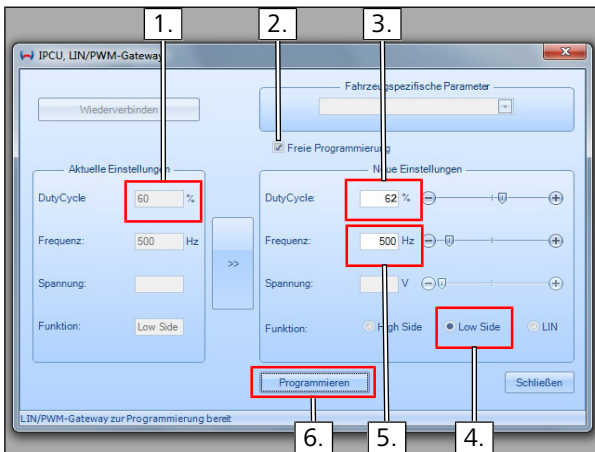 1. 2. 3.
IPCU, LIN/PWM-Gateway
Fahrzeugspezifische Parameter
Wiederverbinden
Freie Programmierung
Aktuelle Einstellungen
Neue Einstellungen
DutyCycle 60 %
DutyCycle: 62 %
Frequenz: 500 Hz
Frequenz: 500 Hz
>>
Spannung:
Spannung: V
Funktion: Low Side
Funktion: High Side Low Side LIN
Programmieren
Schließen
LIN/PWM-Gateway zur Programmierung bereit
6. 5. 4.